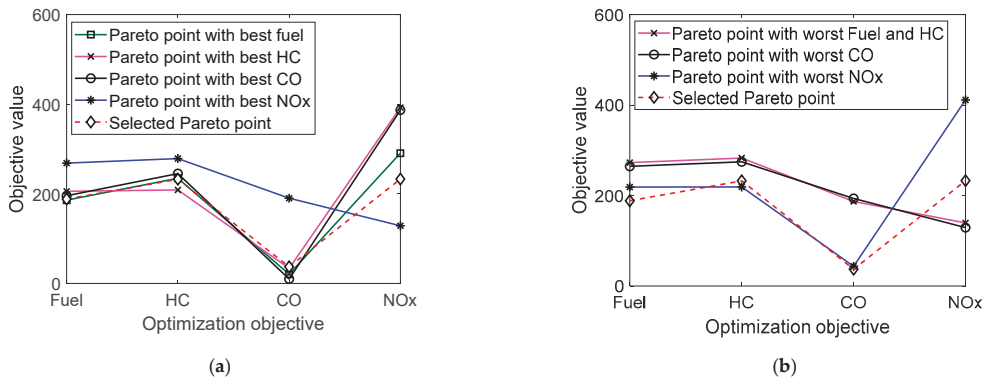 600
400
200
0
Objective value
Pareto point with best fuel
Pareto point with best HC
Pareto point with best CO
Pareto point with best NOx
Selected Pareto point
Fuel HC CO NOx
Optimization objective
(a)
600
400
200
0
Objective value
Pareto point with worst Fuel and HC
Pareto point with worst CO
Pareto point with worst NOx
Selected Pareto point
Fuel HC CO NOx
Optimization objective
(b)